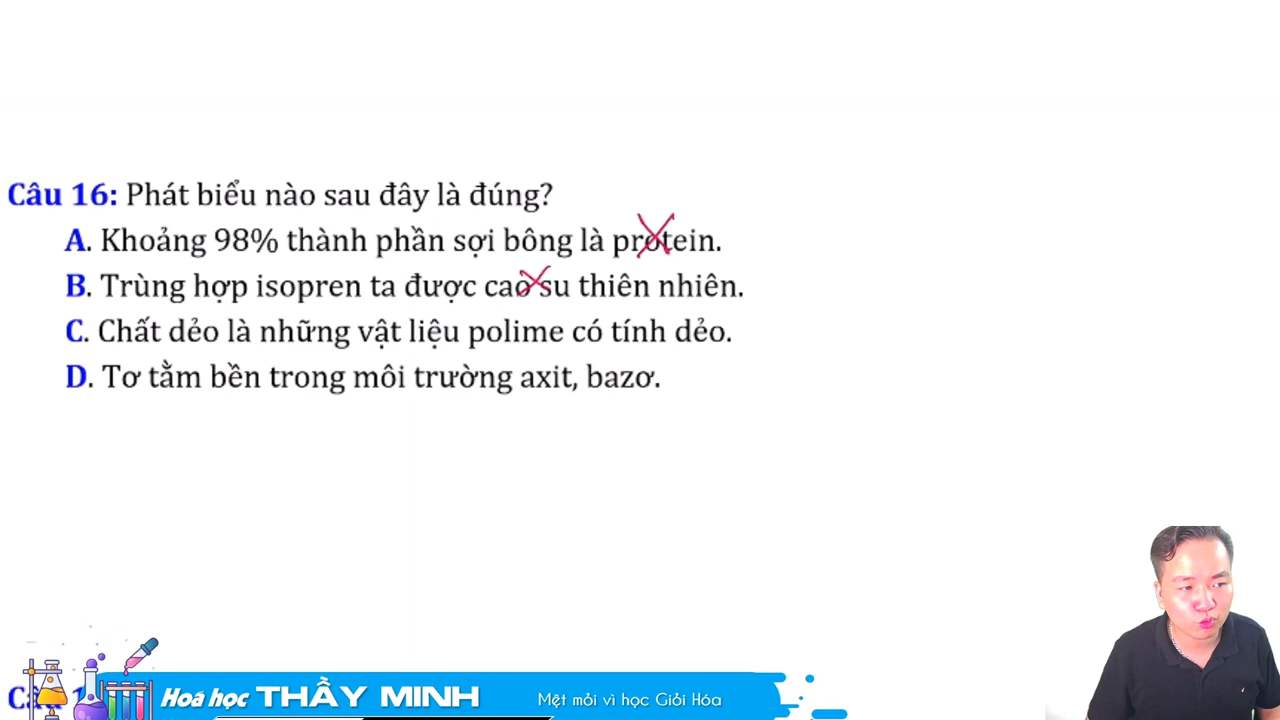 Câu 16: Phát biểu nào sau đây là đúng?
A. Khoảng 98% thành phần sợi bông là protein.
B. Trùng hợp isopren ta được cao su thiên nhiên.
C. Chất dẻo là những vật liệu polime có tính dẻo.
D. Tơ tằm bền trong môi trường axit, bazơ.
Hoá học THẦY MINH
Mệt mỏi vì học Giỏi Hóa